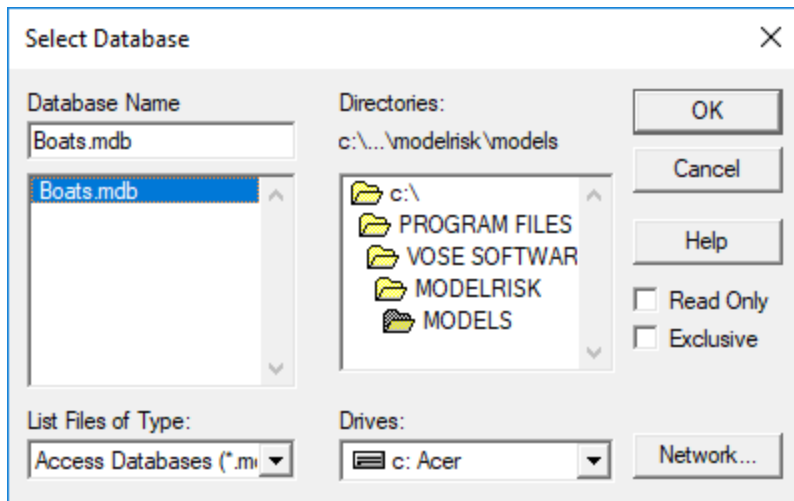 Select Database
Database Name
Boats.mdb
Boats.mdb
List Files of Type:
Access Databases (*.m
Directories:
c:\...\modelrisk\models
c:\
PROGRAM FILES
VOSE SOFTWAR
MODELRISK
MODELS
Drives:
c: Acer
OK
Cancel
Help
Read Only
Exclusive
Network...